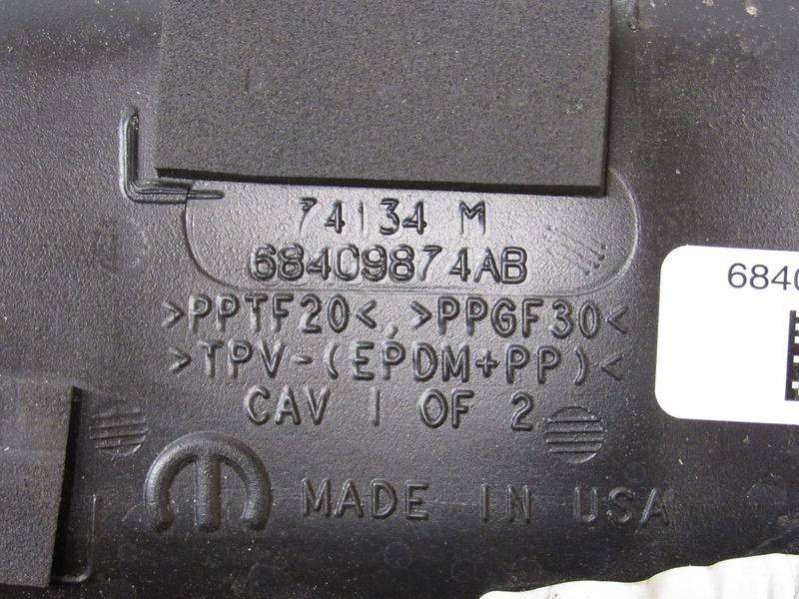 74134 M
68409874AB
>PPTF20<, >PPGF30<
>TPV-(EPDM+PP)<
CAV 1 OF 2
MADE IN USA
6840